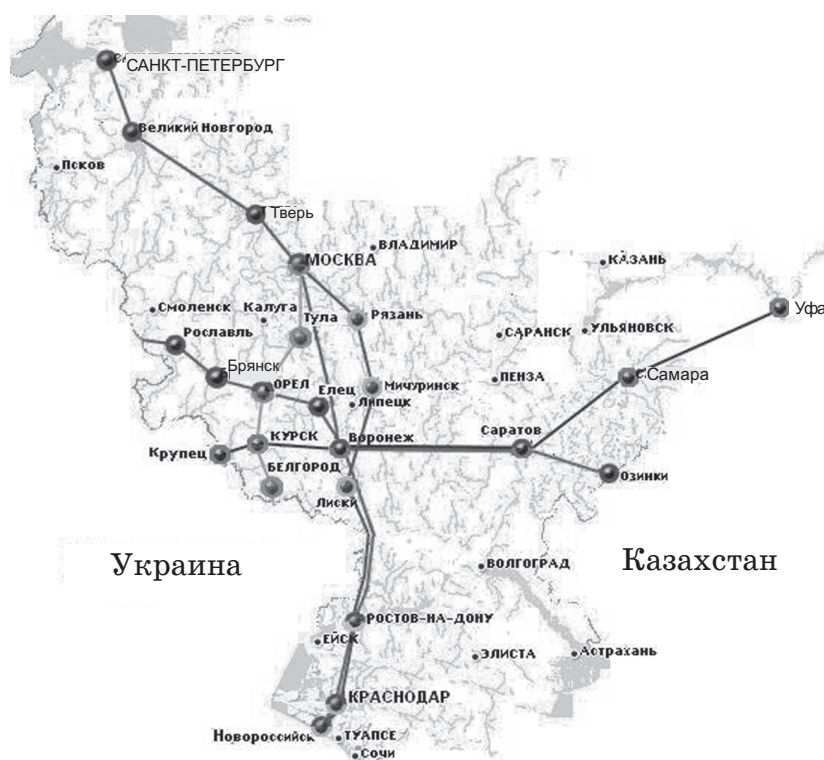 САНКТ-ПЕТЕРБУРГ
Великий Новгород
Псков
Тверь
МОСКВА
ВЛАДИМИР
КАЗАНЬ
Смоленск
Калуга
Тула
Рязань
УЛЬЯНОВСК
Уфа
Рославль
САРАНСК
Брянск
ОРЕЛ
Елец
Мичуринск
ПЕНЗА
Самара
Липецк
Крупец
КУРСК
Воронеж
Саратов
БЕЛГОРОД
Лиски
Озинки
Украина
Казахстан
ВОЛГОГРАД
РОСТОВ-НА-ДОНУ
ЕЙСК
ЭЛИСТА
Астрахань
КРАСНОДАР
Новороссийск
ТУАПСЕ
Сочи